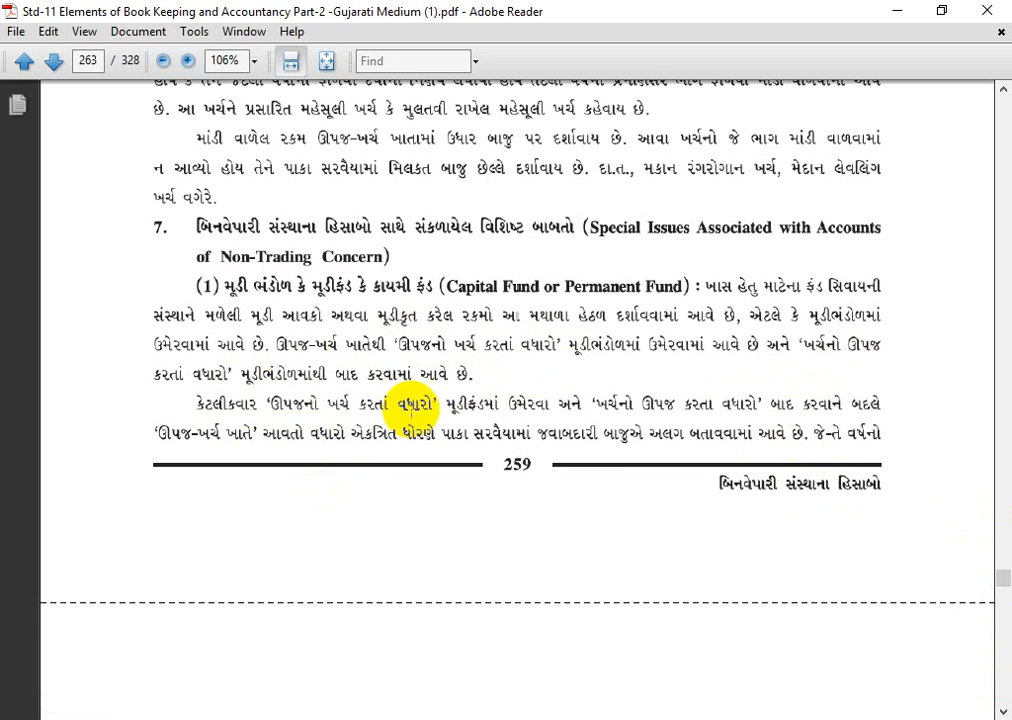 Std-11 Elements of Book Keeping and Accountancy Part-2 -Gujarati Medium (1).pdf - Adobe Reader
File Edit View Document Tools Window Help
263 / 328 106% Find
છે. આ ખર્ચને પ્રસારિત મહેસૂલી ખર્ચ કે મુલતવી રાખેલ મહેસૂલી ખર્ચ કહેવાય છે.
માંડી વાળેલ રકમ ઊપજ-ખર્ચ ખાતામાં ઉધાર બાજુ પર દર્શાવાય છે. આવા ખર્ચનો જે ભાગ માંડી વાળવામાં
ન આવ્યો હોય તેને પાકા સરવૈયામાં મિલકત બાજુ છેલ્લે દર્શાવાય છે. દા.ત., મકાન રંગરોગાન ખર્ચ, મેદાન લેવલિંગ
ખર્ચ વગેરે.
7. બિનવેપારી સંસ્થાના હિસાબો સાથે સંકળાયેલ વિશિષ્ટ બાબતો (Special Issues Associated with Accounts
of Non-Trading Concern)
(1) મૂડી ભંડોળ કે મૂડીફંડ કે કાયમી ફંડ (Capital Fund or Permanent Fund) : ખાસ હેતુ માટેના ફંડ સિવાયની
સંસ્થાને મળેલી મૂડી આવકો અથવા મૂડીકૃત કરેલ રકમો આ મથાળા હેઠળ દર્શાવવામાં આવે છે, એટલે કે મૂડીભંડોળમાં
ઉમેરવામાં આવે છે. ઊપજ-ખર્ચ ખાતેથી ‘ઊપજનો ખર્ચ કરતાં વધારો’ મૂડીભંડોળમાં ઉમેરવામાં આવે છે અને ‘ખર્ચનો ઊપજ
કરતાં વધારો’ મૂડીભંડોળમાંથી બાદ કરવામાં આવે છે.
કેટલીકવાર ‘ઊપજનો ખર્ચ કરતાં વધારો’ મૂડીફંડમાં ઉમેરવા અને ‘ખર્ચનો ઊપજ કરતા વધારો’ બાદ કરવાને બદલે
‘ઊપજ-ખર્ચ ખાતે’ આવતો વધારો એકત્રિત ધોરણે પાકા સરવૈયામાં જવાબદારી બાજુએ અલગ બતાવવામાં આવે છે. જે-તે વર્ષનો
259
બિનવેપારી સંસ્થાના હિસાબો